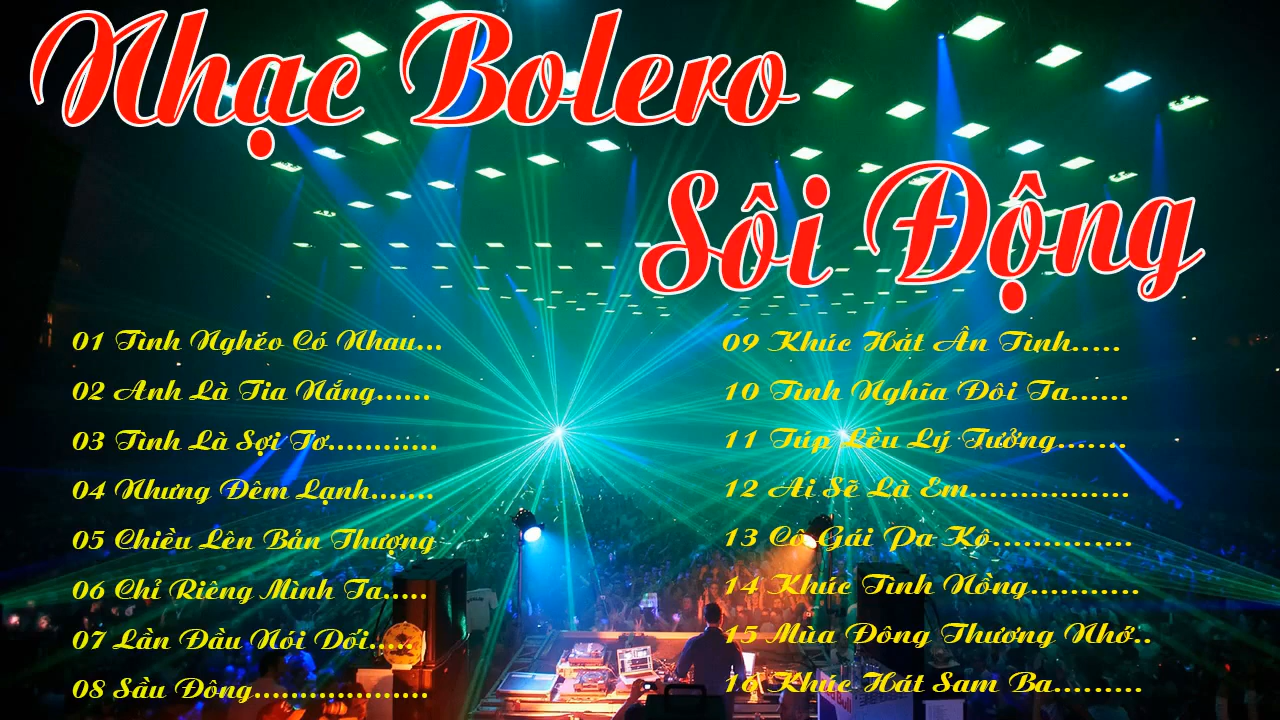 Nhạc Bolero
Sôi Động
01 Tình Nghéo Có Nhau...
02 Anh Là Tia Nắng......
03 Tình Là Sợi Tơ............
04 Nhưng Đêm Lạnh.......
05 Chiều Lên Bản Thượng
06 Chỉ Riêng Mình Ta.....
07 Lần Đầu Nói Dối.....
08 Sầu Đông...................
09 Khúc Hát Ân Tình.....
10 Tình Nghĩa Đôi Ta......
11 Túp Lều Lý Tưởng.......
12 Ai Sẽ Là Em................
13 Cô Gái Pa Kô..............
14 Khúc Tình Nồng...........
15 Mùa Đông Thương Nhớ..
16 Khúc Hát Sam Ba.........